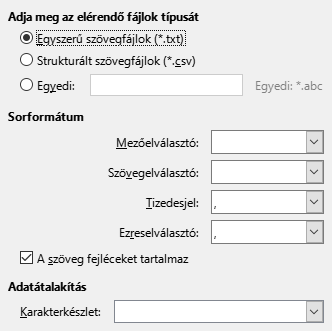 Adja meg az elérendő fájlok típusát
Egyszerű szövegfájlok (*.txt)
Strukturált szövegfájlok (*.csv)
Egyedi: Egyedi: *.abc
Sorformátum
Mezőelválasztó:
Szövegelválasztó:
Tizedesjel: ,
Ezreselválasztó: ,
A szöveg fejléceket tartalmaz
Adatátalakítás
Karakterkészlet: